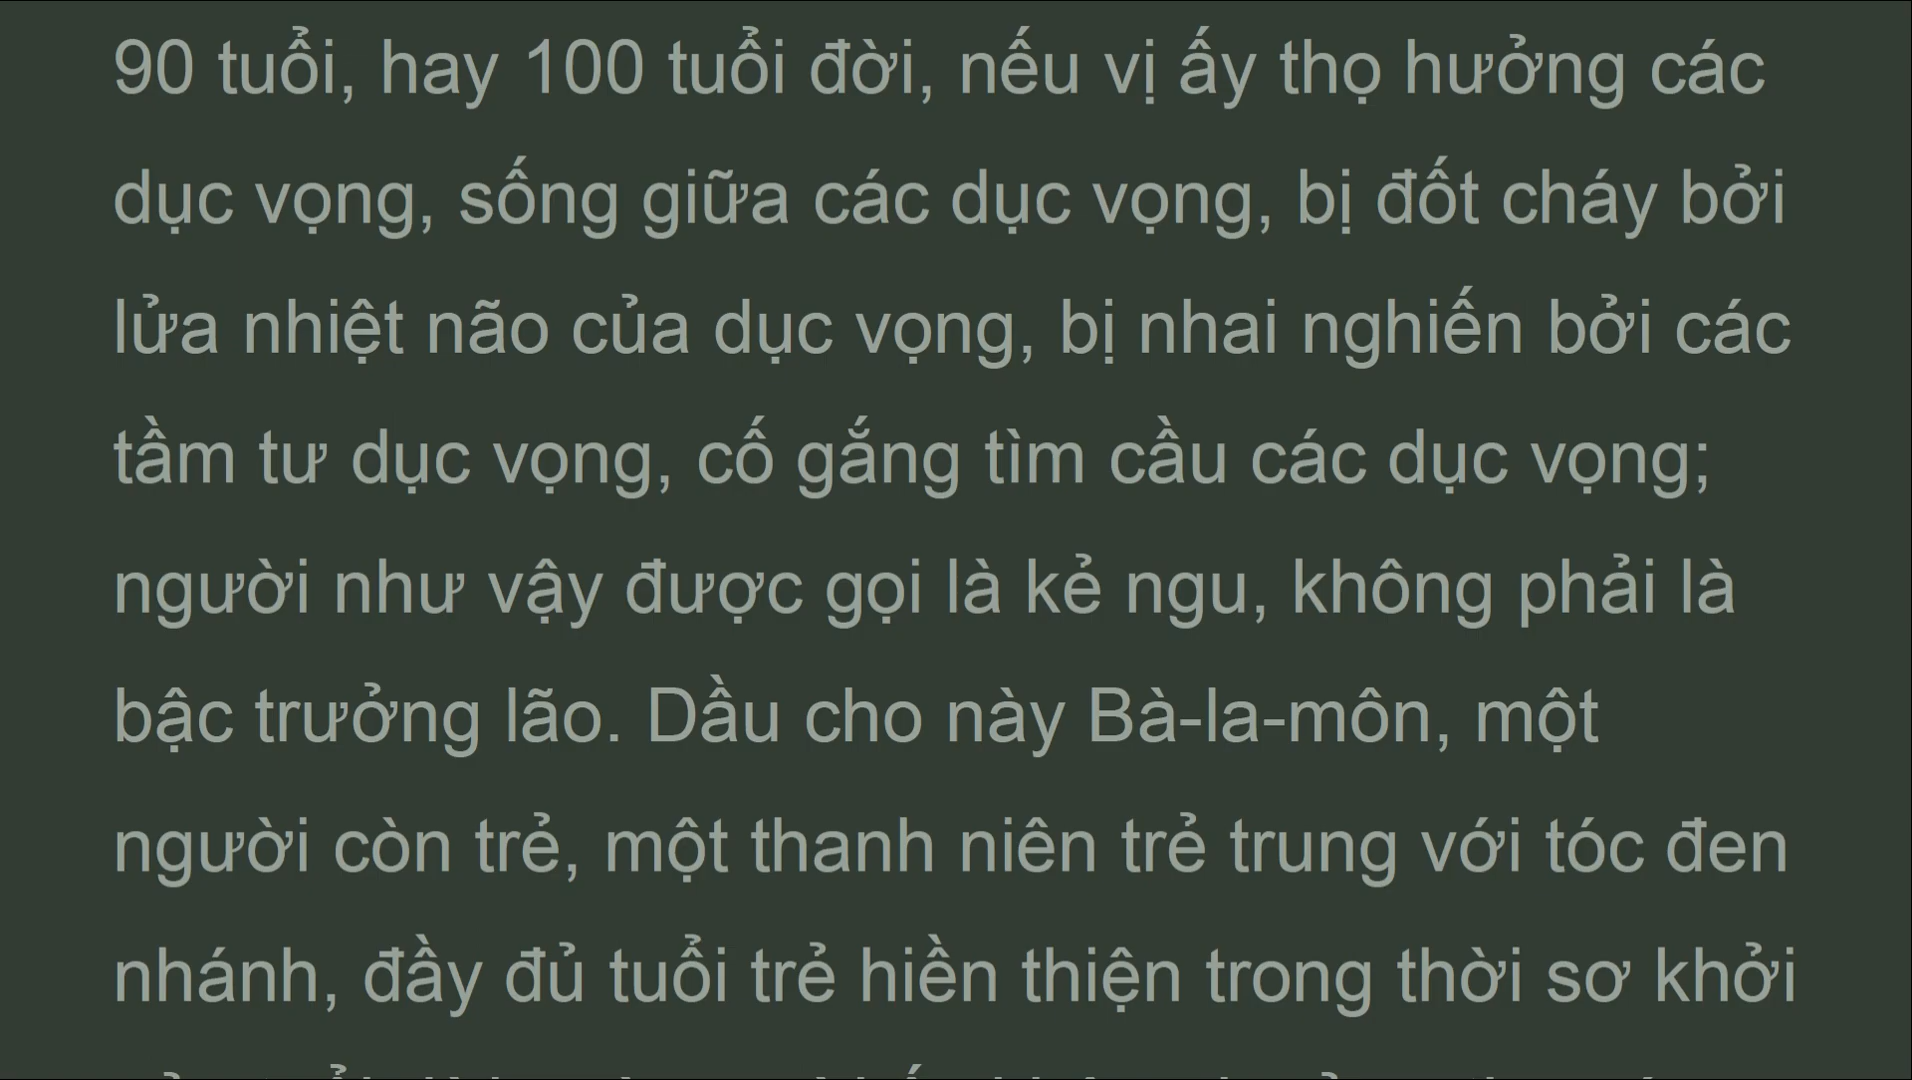 90 tuổi, hay 100 tuổi đời, nếu vị ấy thọ hưởng các
dục vọng, sống giữa các dục vọng, bị đốt cháy bởi
lửa nhiệt não của dục vọng, bị nhai nghiến bởi các
tầm tư dục vọng, cố gắng tìm cầu các dục vọng;
người như vậy được gọi là kẻ ngu, không phải là
bậc trưởng lão. Dầu cho này Bà-la-môn, một
người còn trẻ, một thanh niên trẻ trung với tóc đen
nhánh, đầy đủ tuổi trẻ hiền thiện trong thời sơ khởi